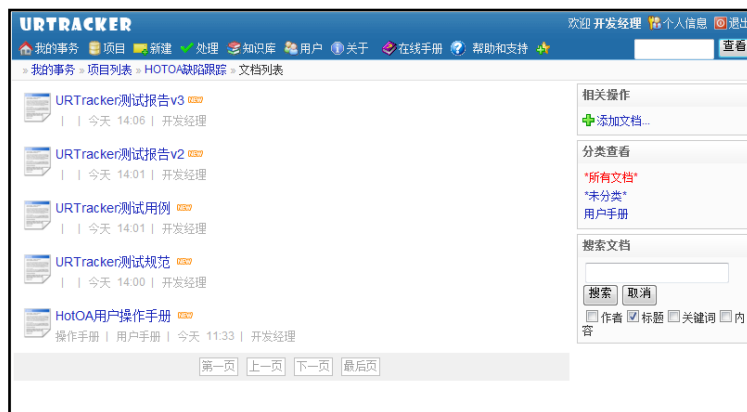 URTRACKER
欢迎 开发经理 个人信息 退出
我的事务 项目 新建 处理 知识库 用户 关于 在线手册 帮助和支持 查看
» 我的事务 » 项目列表 » HOTOA缺陷跟踪 » 文档列表
URTracker测试报告v3 NEW
| | 今天 14:06 | 开发经理
URTracker测试报告v2 NEW
| | 今天 14:01 | 开发经理
URTracker测试用例 NEW
| | 今天 14:01 | 开发经理
URTracker测试规范 NEW
| | 今天 14:00 | 开发经理
HotOA用户操作手册 NEW
操作手册 | 用户手册 | 今天 11:33 | 开发经理
第一页 上一页 下一页 最后页
相关操作
添加文档...
分类查看
*所有文档*
*未分类*
用户手册
搜索文档
搜索 取消
作者 标题 关键词 内
容